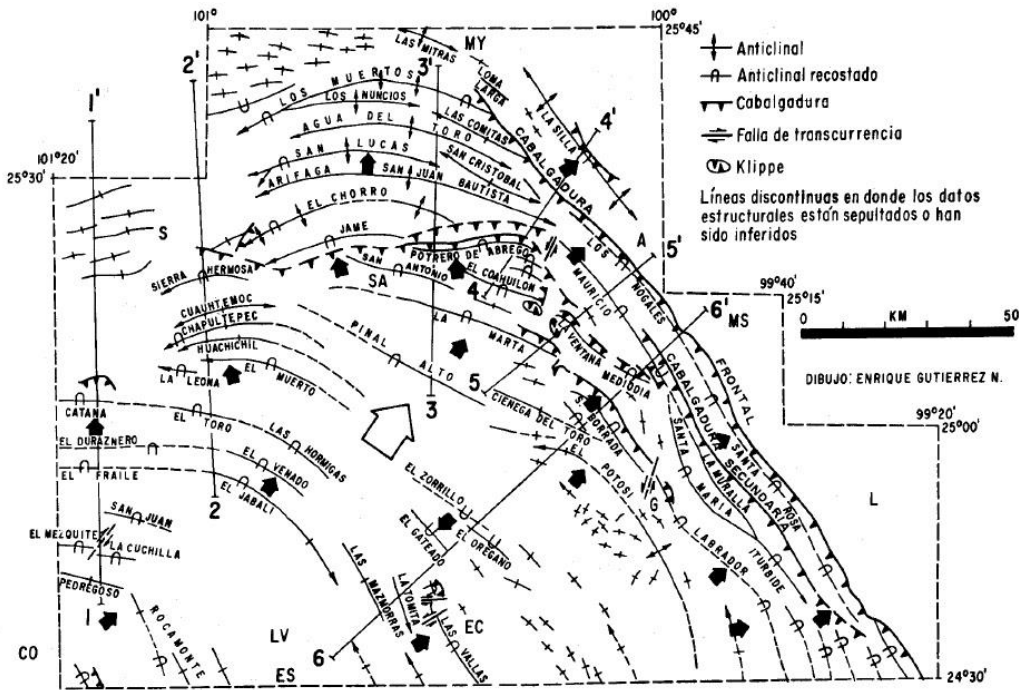 101°
100°
25°45'
MY
LAS MITRAS
2'
3'
LOMA LARGA
LOS MUERTOS
U
LOS NUNCIOS
1'
AGUA DEL TORO
LAS COMITAS
LA SILLA
4'
CABALGADURA FRONTAL
101°20'
25°30'
SAN LUCAS
SAN CRISTOBAL
ARIFAGA
SAN JUAN BAUTISTA
EL CHORRO
S
JAME
POTRERO DE ABREGO
LOS NOGALES
A
5'
99°40'
25°15'
SIERRA HERMOSA
SAN ANTONIO
EL COAHUILON
SA
4
MAURICIO
6'
MS
CUAUHTEMOC
CHAPULTEPEC
HUACHICHIL
LA MARTA
LA VENTANA
PINAL ALTO
MEDIODIA
LA LEONA
EL MUERTO
5
3
CABALGADURA SECUNDARIA
CATANA
EL TORO
LAS HORMIGAS
CIENEGA DEL TORO
S. BORRADA
99°20'
25°00'
EL DURAZNERO
EL VENADO
EL POTOSI
SANTA MARIA
LA MURALLA
SANTA ROSA
EL FRAILE
EL JABALI
2
EL ZORRILLO
G
L
SAN JUAN
EL MEZQUITE
LA CUCHILLA
EL GATEADO
EL OREGANO
LABRADOR
ITURBIDE
PEDREGOSO
1
ROCAMONTE
LAS MAZMORRAS
LA TOMITA
LAS VALLAS
EC
CO
LV
6
ES
24°30'
Anticlinal
Anticlinal recostado
Cabalgadura
Falla de transcurrencia
Klippe
Líneas discontinuas en donde los datos
estructurales están sepultados o han
sido inferidos
0 KM 50
DIBUJO: ENRIQUE GUTIERREZ N.